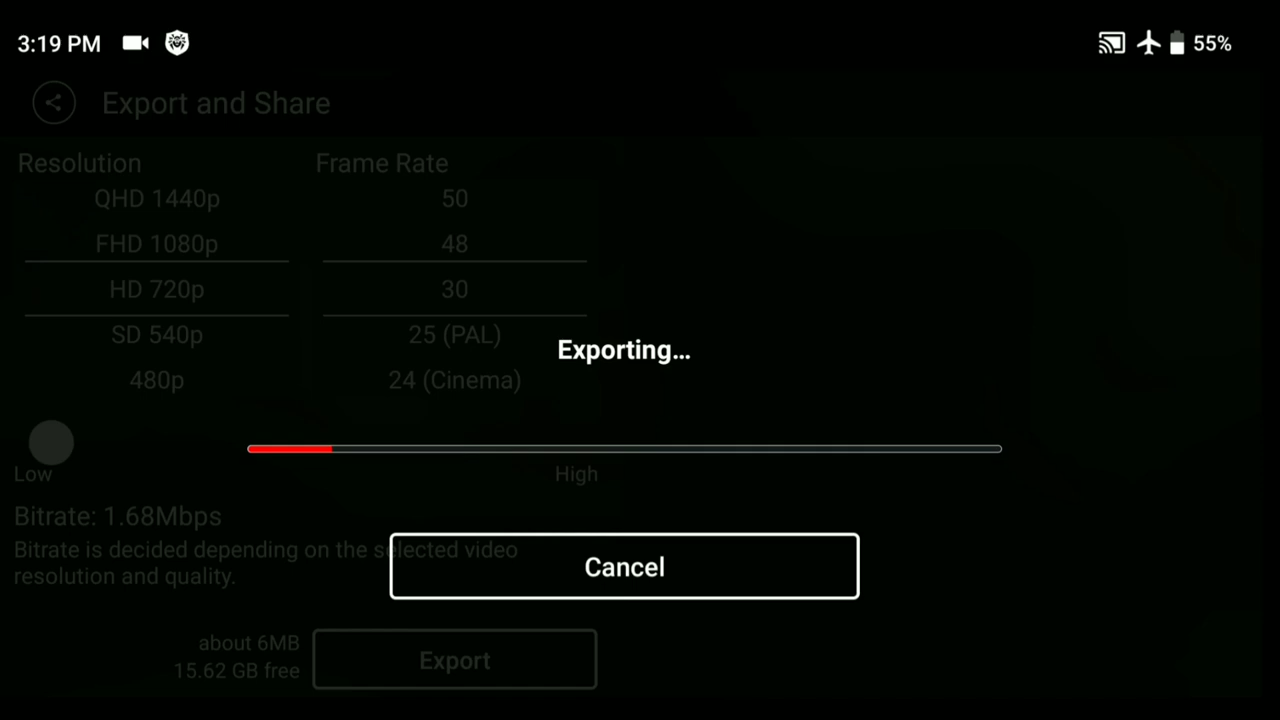 3:19 PM 55%
Export and Share
Resolution Frame Rate
QHD 1440p 50
FHD 1080p 48
HD 720p 30
SD 540p 25 (PAL)
480p 24 (Cinema)
Exporting...
Low High
Bitrate: 1.68Mbps
Bitrate is decided depending on the selected video
resolution and quality.
Cancel
about 6MB
15.62 GB free
Export